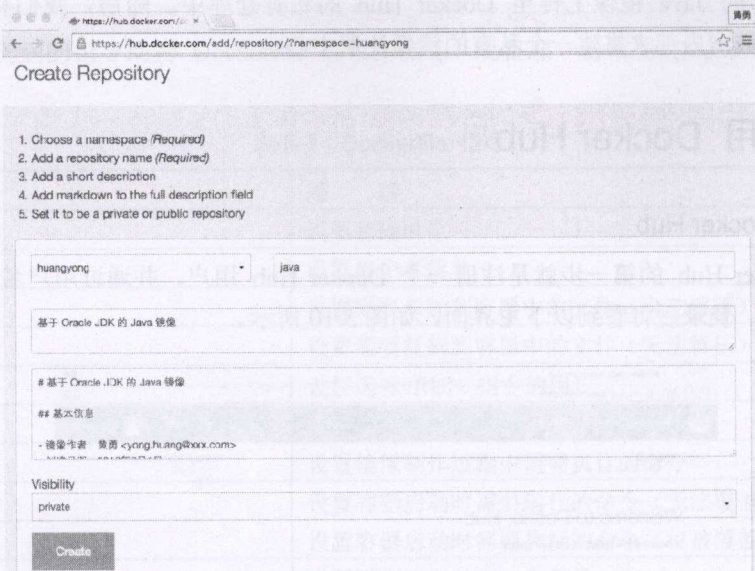 https://hub.docker.com/
黄勇
https://hub.docker.com/add/repository/?namespace=huangyong
Create Repository
1. Choose a namespace (Required)
2. Add a repository name (Required)
3. Add a short description
4. Add markdown to the full description field
5. Set it to be a private or public repository
huangyong
java
基于 Oracle JDK 的 Java 镜像
# 基于 Oracle JDK 的 Java 镜像
## 基本信息
- 镜像作者 黄勇 <yong.huang@xxx.com>
Visibility
private
Create